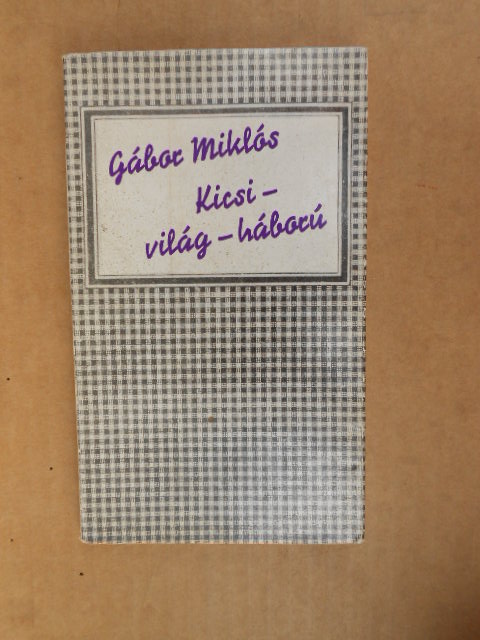 Gábor Miklós
Kicsi –
világ – háború